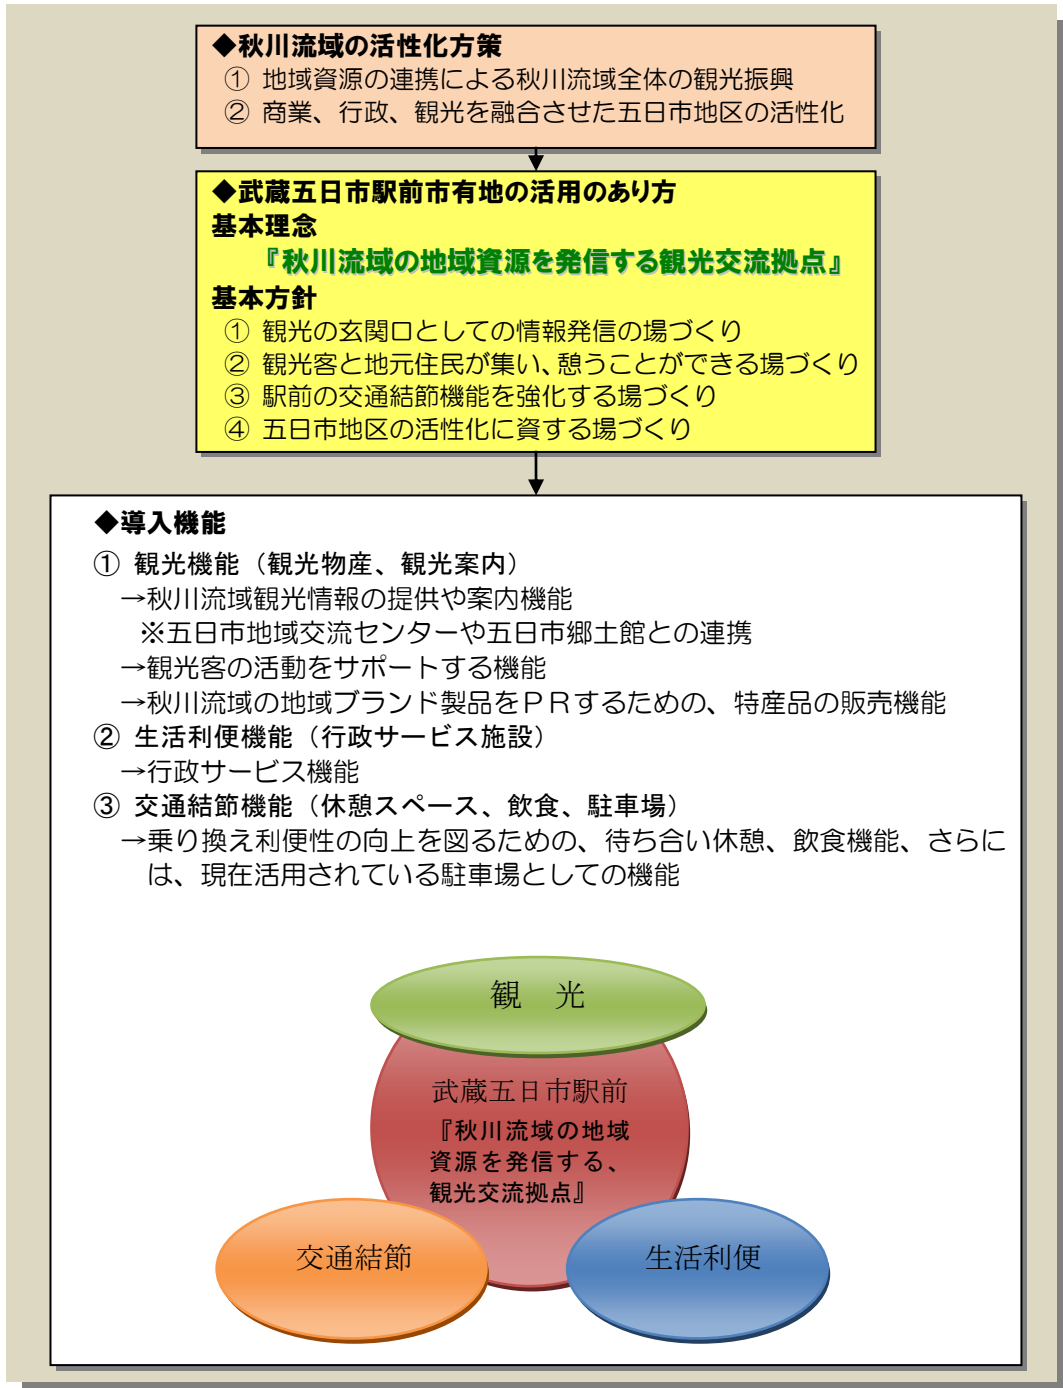 ◆秋川流域の活性化方策
① 地域資源の連携による秋川流域全体の観光振興
② 商業、行政、観光を融合させた五日市地区の活性化
◆武蔵五日市駅前市有地の活用のあり方
基本理念
『秋川流域の地域資源を発信する観光交流拠点』
基本方針
① 観光の玄関口としての情報発信の場づくり
② 観光客と地元住民が集い、憩うことができる場づくり
③ 駅前の交通結節機能を強化する場づくり
④ 五日市地区の活性化に資する場づくり
◆導入機能
① 観光機能（観光物産、観光案内）
→秋川流域観光情報の提供や案内機能
※五日市地域交流センターや五日市郷土館との連携
→観光客の活動をサポートする機能
→秋川流域の地域ブランド製品をＰＲするための、特産品の販売機能
② 生活利便機能（行政サービス施設）
→行政サービス機能
③ 交通結節機能（休憩スペース、飲食、駐車場）
→乗り換え利便性の向上を図るための、待ち合い休憩、飲食機能、さらに
は、現在活用されている駐車場としての機能
観　光
武蔵五日市駅前
『秋川流域の地域
資源を発信する、
観光交流拠点』
交通結節
生活利便